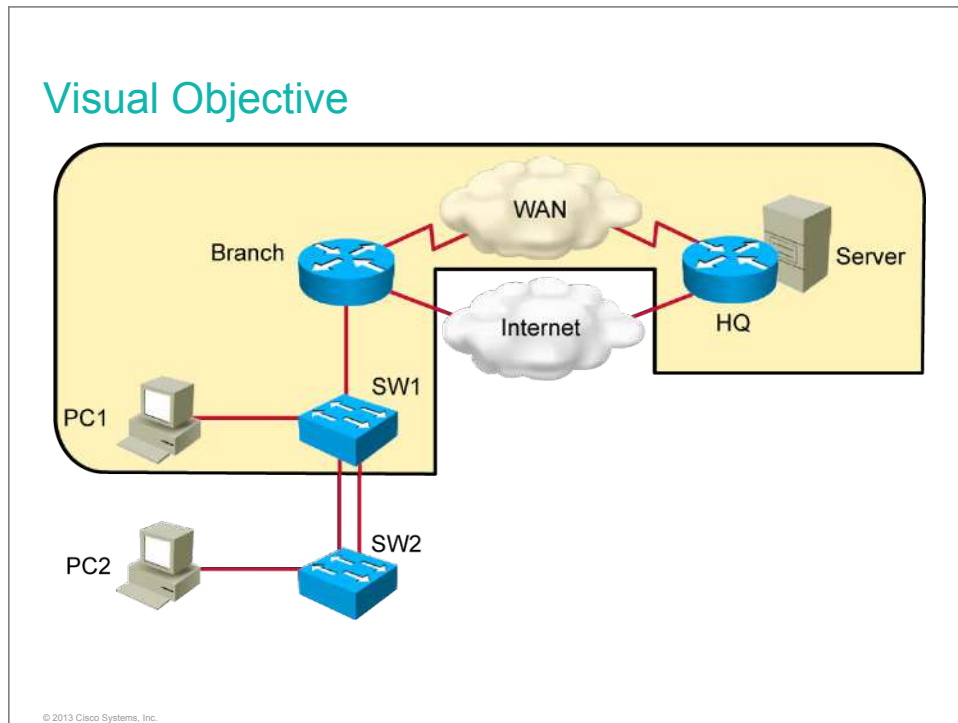 Visual Objective
WAN
Branch
Server
Internet
HQ
SW1
PC1
SW2
PC2
© 2013 Cisco Systems, Inc.